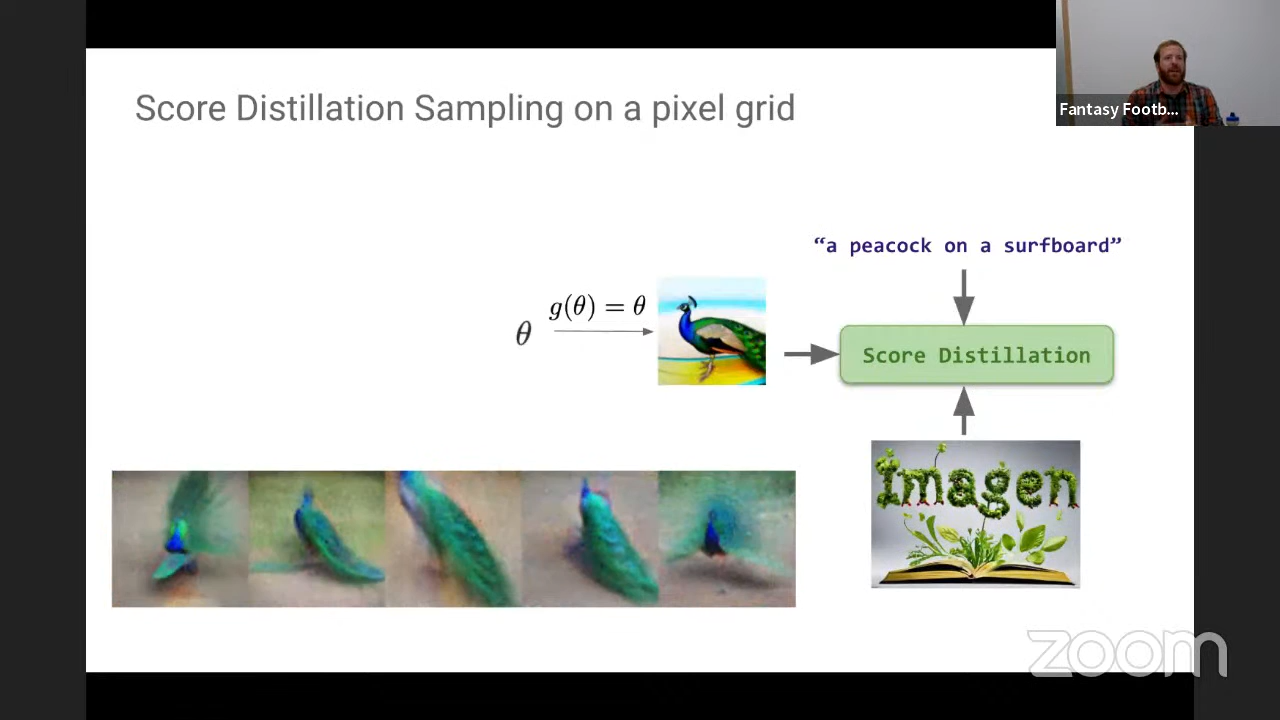 Score Distillation Sampling on a pixel grid
Fantasy Footb...
“a peacock on a surfboard”
g(θ) = θ
θ
Score Distillation
Imagen
zoom